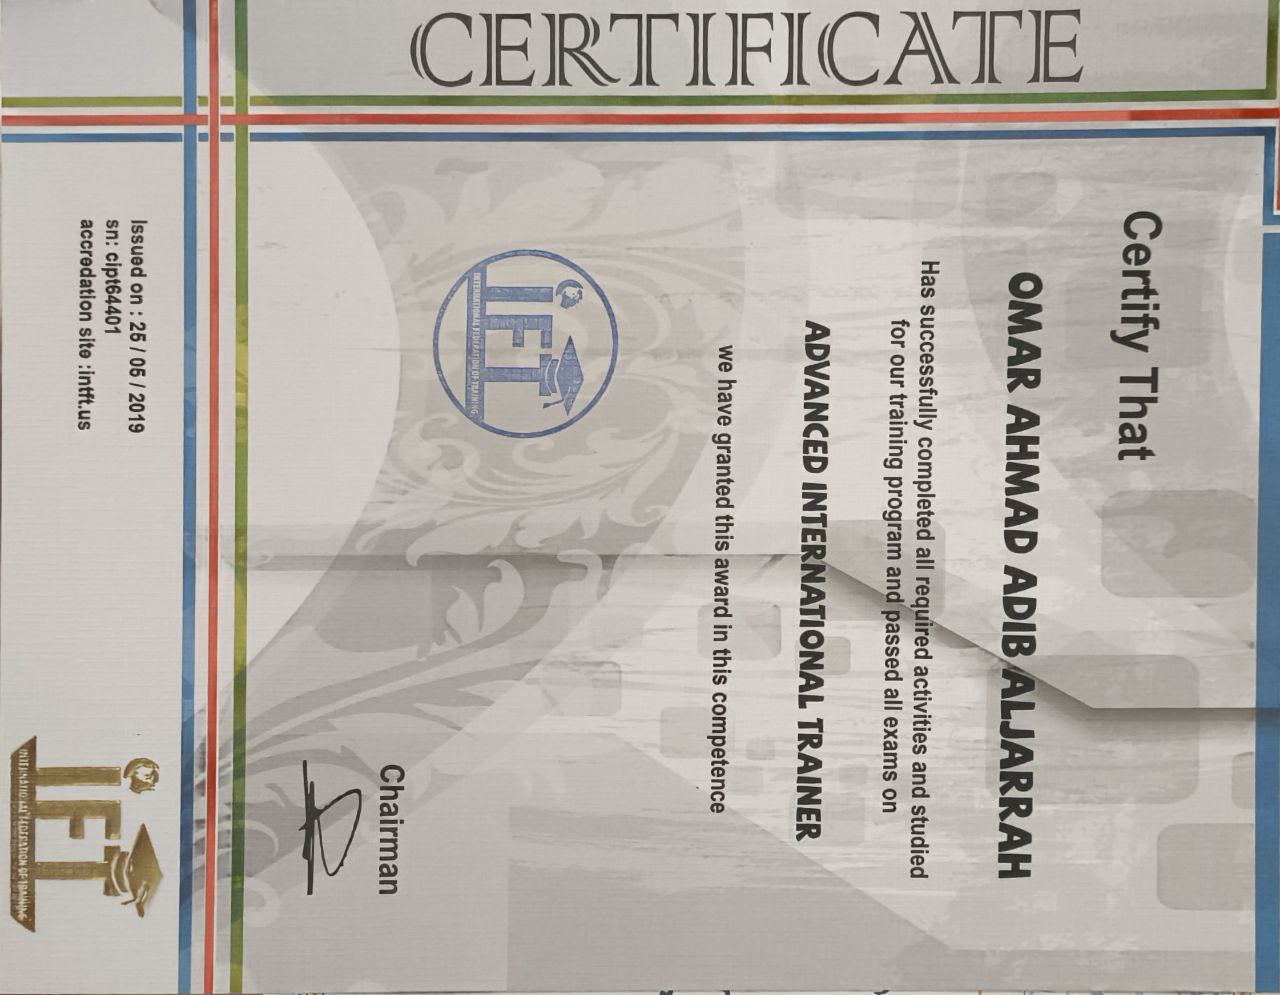 CERTIFICATE
Certify That
OMAR AHMAD ADIB ALJARRAH
Has successfully completed all required activities and studied
for our training program and passed all exams on
ADVANCED INTERNATIONAL TRAINER
we have granted this award in this competence
IFT
INTERNATIONAL FEDERATION OF TRAINING
Chairman
Issued on : 25 / 05 / 2019
sn: cipt64401
accredation site :intft.us
IFT
INTERNATIONAL FEDERATION OF TRAINING